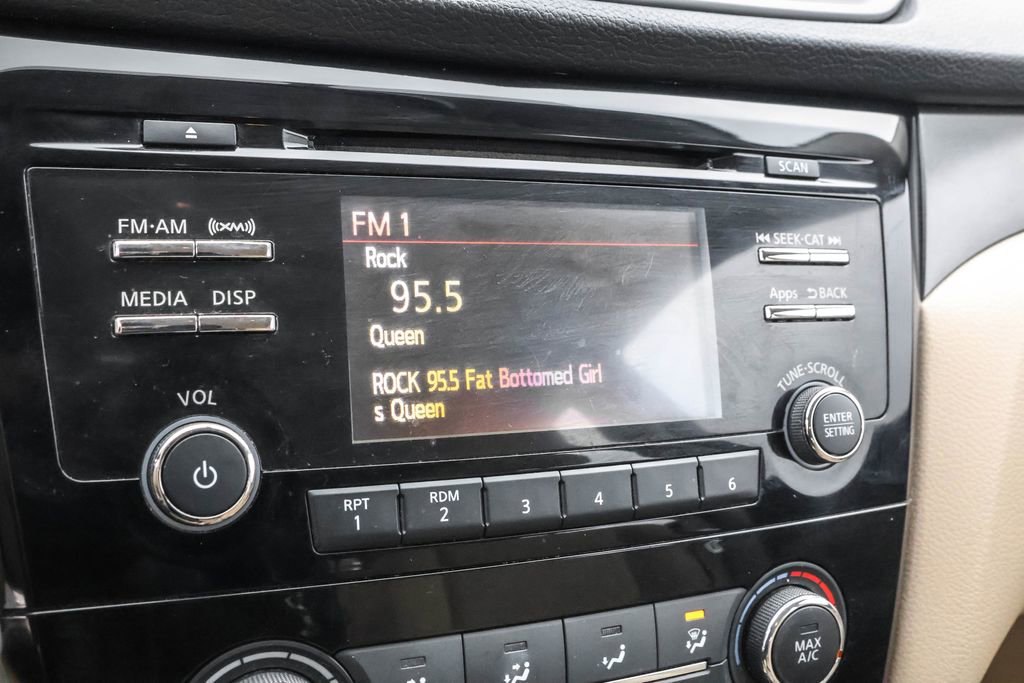 SCAN
FM·AM ((XM))
SEEK·CAT
MEDIA DISP
Apps BACK
FM 1
Rock
95.5
Queen
ROCK 95.5 Fat Bottomed Girl
s Queen
VOL
TUNE·SCROLL
ENTER
SETTING
RPT
1
RDM
2
3
4
5
6
MAX
A/C